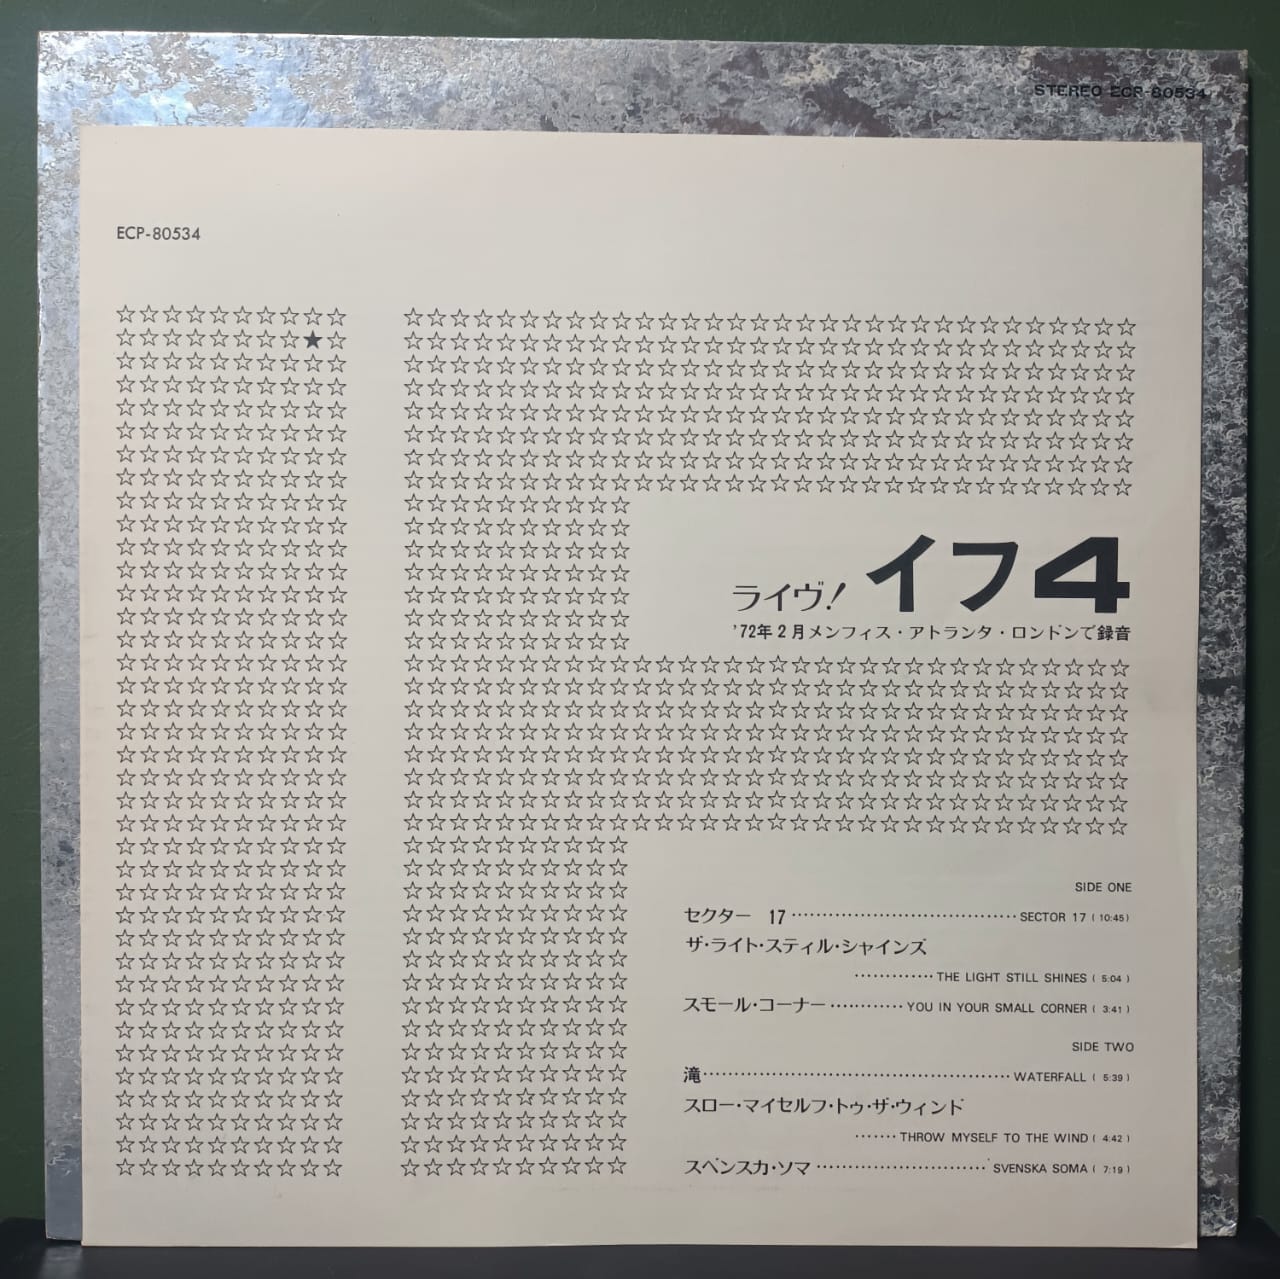 STEREO ECP-80534
ECP-80534
ライヴ! イフ4
'72年2月メンフィス・アトランタ・ロンドンで録音
SIDE ONE
セクター 17 SECTOR 17 ( 10:45)
ザ・ライト・スティル・シャインズ
THE LIGHT STILL SHINES ( 5:04 )
スモール・コーナー YOU IN YOUR SMALL CORNER ( 3:41 )
SIDE TWO
滝 WATERFALL ( 5:39 )
スロー・マイセルフ・トゥ・ザ・ウィンド
THROW MYSELF TO THE WIND ( 4:42 )
スペンスカ・ソマ SVENSKA SOMA ( 7:19 )